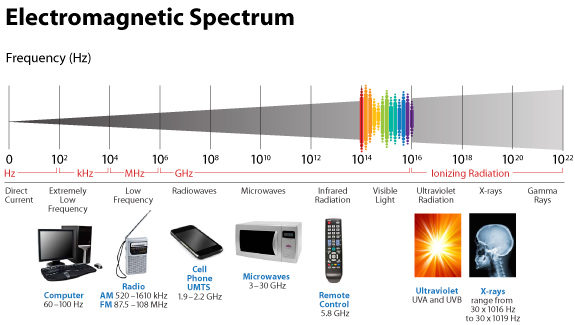 Electromagnetic Spectrum
Frequency (Hz)
0 10² 10⁴ 10⁶ 10⁸ 10¹⁰ 10¹² 10¹⁴ 10¹⁶ 10¹⁸ 10²⁰ 10²²
Hz kHz MHz GHz Ionizing Radiation
Direct Current
Extremely Low Frequency
Low Frequency
Radiowaves
Microwaves
Infrared Radiation
Visible Light
Ultraviolet Radiation
X-rays
Gamma Rays
Computer
60–100 Hz
Radio
AM 520–1610 kHz
FM 87.5–108 MHz
Cell
Phone
UMTS
1.9–2.2 GHz
Microwaves
3–30 GHz
Remote
Control
5.8 GHz
Ultraviolet
UVA and UVB
X-rays
range from
30 x 1016 Hz
to 30 x 1019 Hz